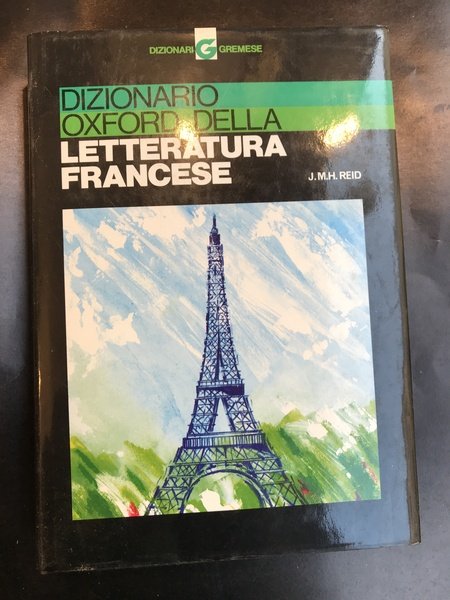 DIZIONARI G GREMESE
DIZIONARIO
OXFORD DELLA
LETTERATURA
FRANCESE
J.M.H. REID